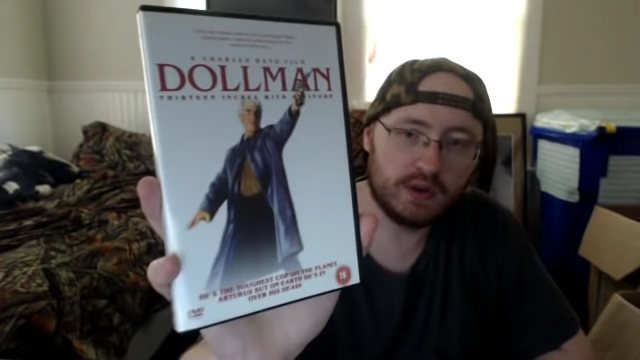 A CHARLES BAND FILM
DOLLMAN
THIRTEEN INCHES WITH ATTITUDE
HE'S THE TOUGHEST COP ON THE PLANET
ARTURUS BUT ON EARTH HE'S IN
OVER HIS HEAD!
DVD
18